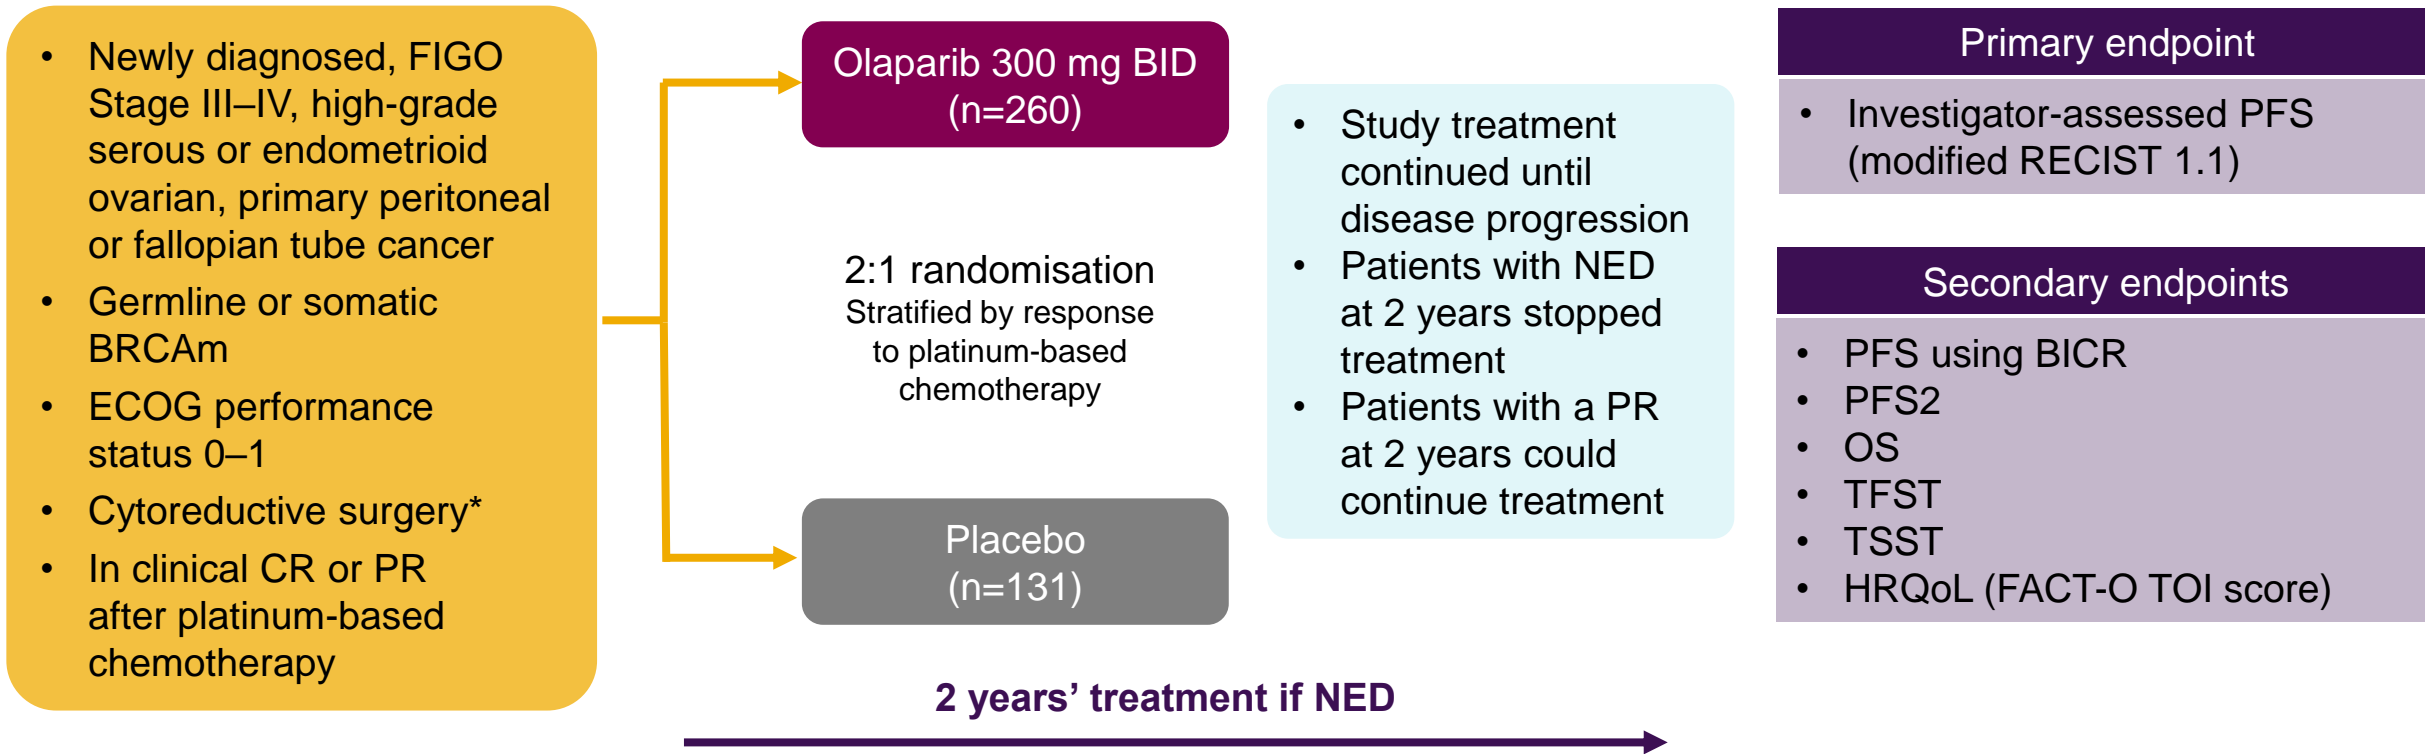 • Newly diagnosed, FIGO
Stage III–IV, high-grade
serous or endometrioid
ovarian, primary peritoneal
or fallopian tube cancer
• Germline or somatic
BRCAm
• ECOG performance
status 0–1
• Cytoreductive surgery*
• In clinical CR or PR
after platinum-based
chemotherapy
Olaparib 300 mg BID
(n=260)
2:1 randomisation
Stratified by response
to platinum-based
chemotherapy
Placebo
(n=131)
• Study treatment
continued until
disease progression
• Patients with NED
at 2 years stopped
treatment
• Patients with a PR
at 2 years could
continue treatment
2 years’ treatment if NED
Primary endpoint
• Investigator-assessed PFS
(modified RECIST 1.1)
Secondary endpoints
• PFS using BICR
• PFS2
• OS
• TFST
• TSST
• HRQoL (FACT-O TOI score)